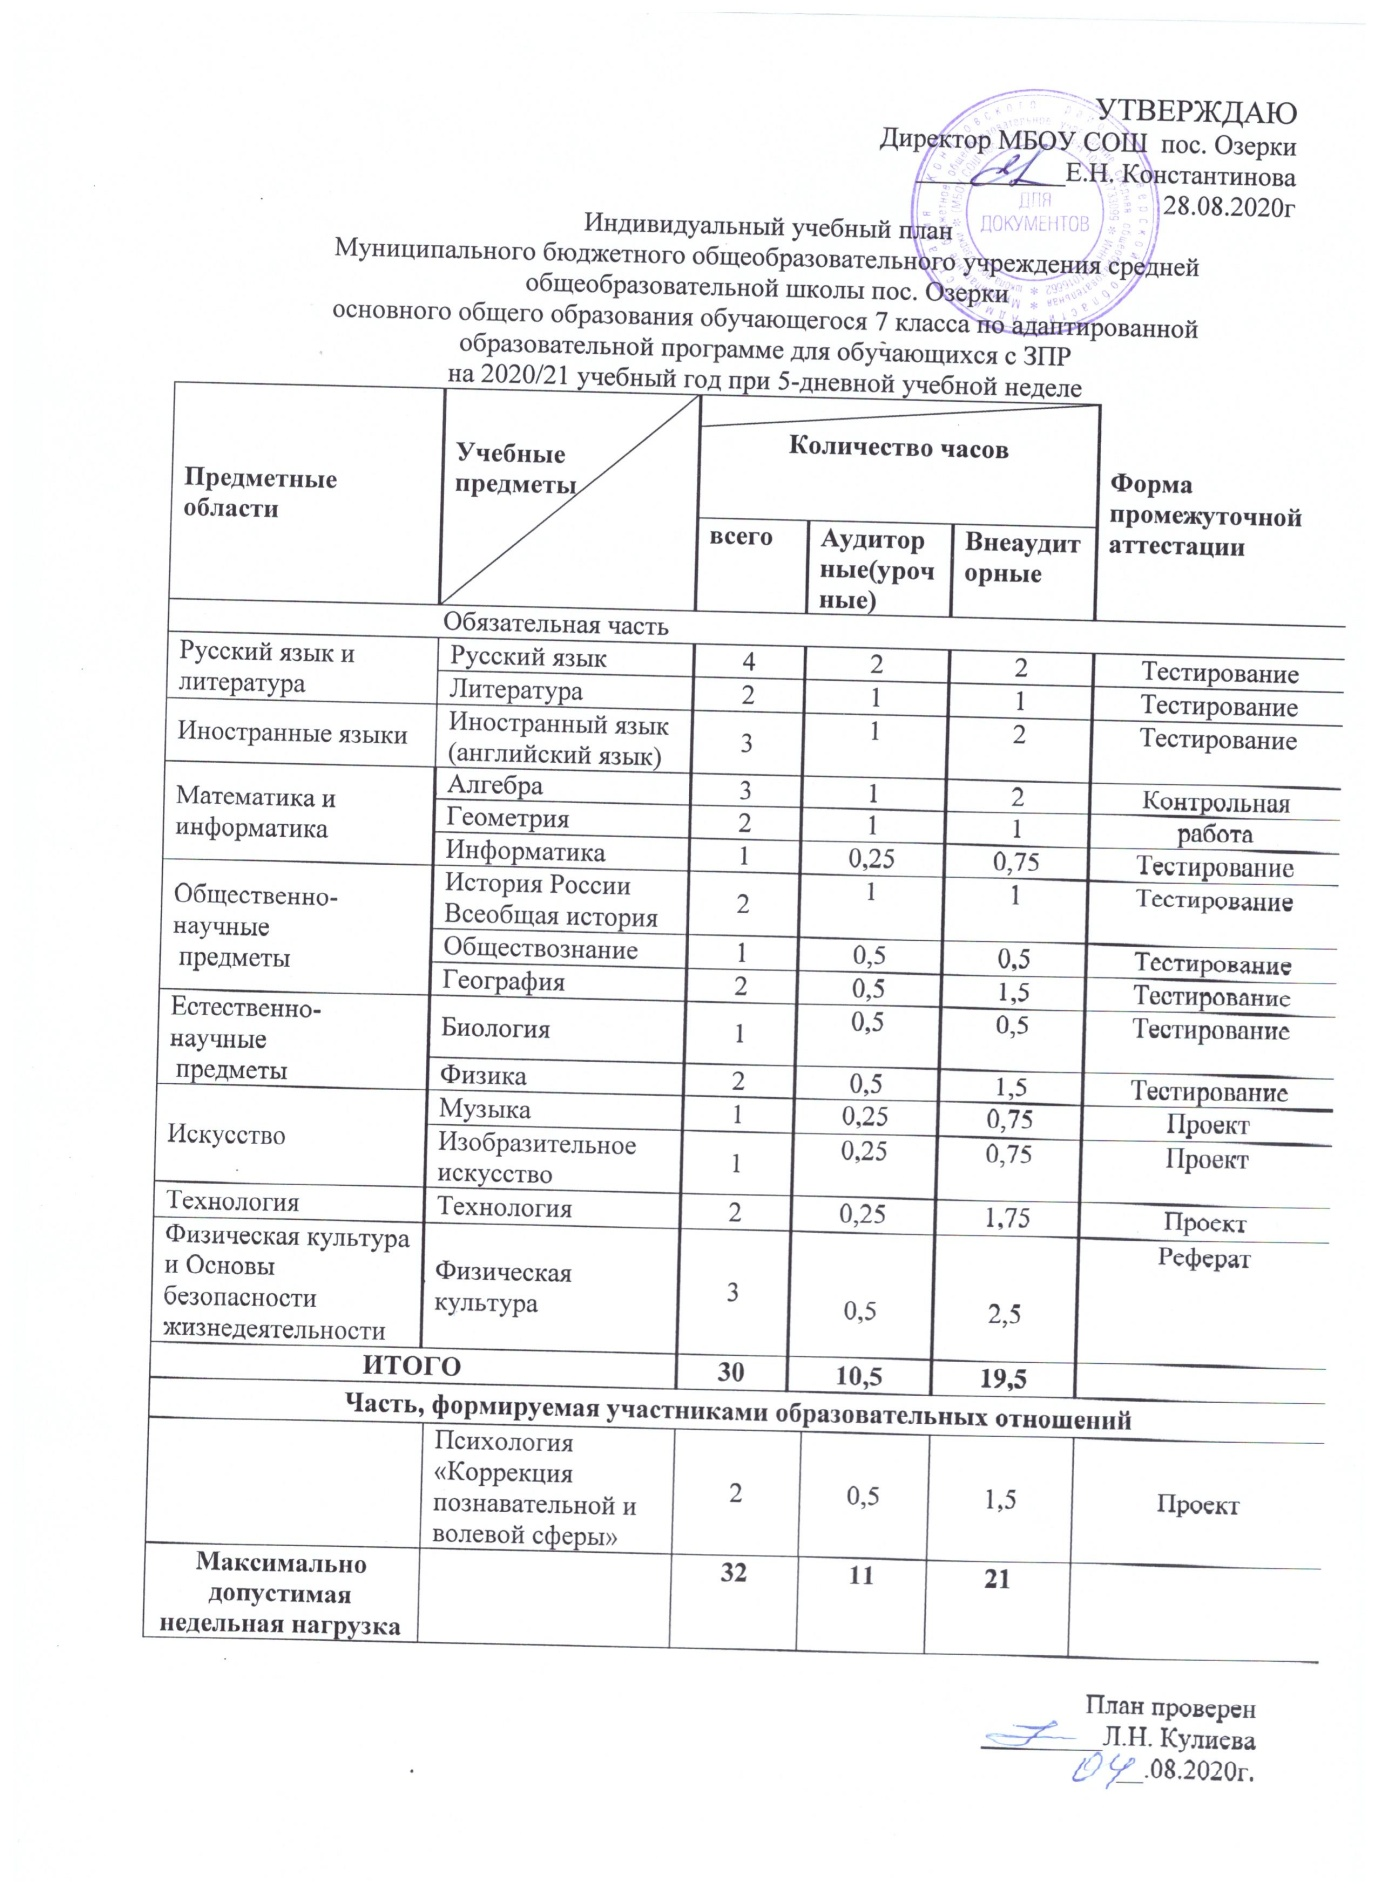 УТВЕРЖДАЮ
Директор МБОУ СОШ пос. Озерки
Е.Н. Константинова
28.08.2020г
ДЛЯ
ДОКУМЕНТОВ
Индивидуальный учебный план
Муниципального бюджетного общеобразовательного учреждения средней
общеобразовательной школы пос. Озерки
основного общего образования обучающегося 7 класса по адаптированной
образовательной программе для обучающихся с ЗПР
на 2020/21 учебный год при 5-дневной учебной неделе
Предметные
области
Учебные
предметы
Количество часов
всего
Аудитор
ные(уроч
ные)
Внеаудит
орные
Форма
промежуточной
аттестации
Обязательная часть
Русский язык и
литература
Русский язык 4 2 2 Тестирование
Литература 2 1 1 Тестирование
Иностранные языки
Иностранный язык
(английский язык)
3 1 2 Тестирование
Математика и
информатика
Алгебра 3 1 2 Контрольная
Геометрия 2 1 1 работа
Информатика 1 0,25 0,75 Тестирование
Общественно-
научные
предметы
История России
Всеобщая история
2 1 1 Тестирование
Обществознание 1 0,5 0,5 Тестирование
География 2 0,5 1,5 Тестирование
Естественно-
научные
предметы
Биология 1 0,5 0,5 Тестирование
Физика 2 0,5 1,5 Тестирование
Искусство
Музыка 1 0,25 0,75 Проект
Изобразительное
искусство
1 0,25 0,75 Проект
Технология Технология 2 0,25 1,75 Проект
Физическая культура
и Основы
безопасности
жизнедеятельности
Физическая
культура
3 0,5 2,5 Реферат
ИТОГО 30 10,5 19,5
Часть, формируемая участниками образовательных отношений
Психология
«Коррекция
познавательной и
волевой сферы»
2 0,5 1,5 Проект
Максимально
допустимая
недельная нагрузка
32 11 21
План проверен
Л.Н. Кулиева
04.08.2020г.